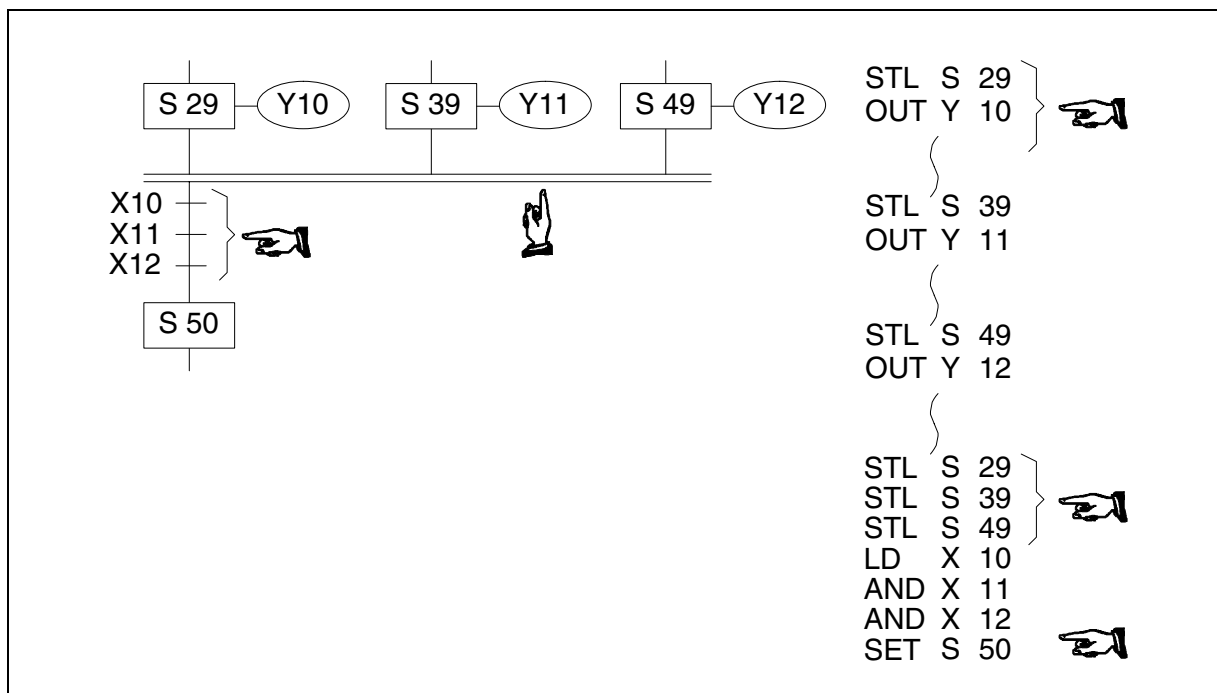 S 29 Y10 S 39 Y11 S 49 Y12
X10
X11
X12
S 50
STL S 29
OUT Y 10
STL S 39
OUT Y 11
STL S 49
OUT Y 12
STL S 29
STL S 39
STL S 49
LD X 10
AND X 11
AND X 12
SET S 50